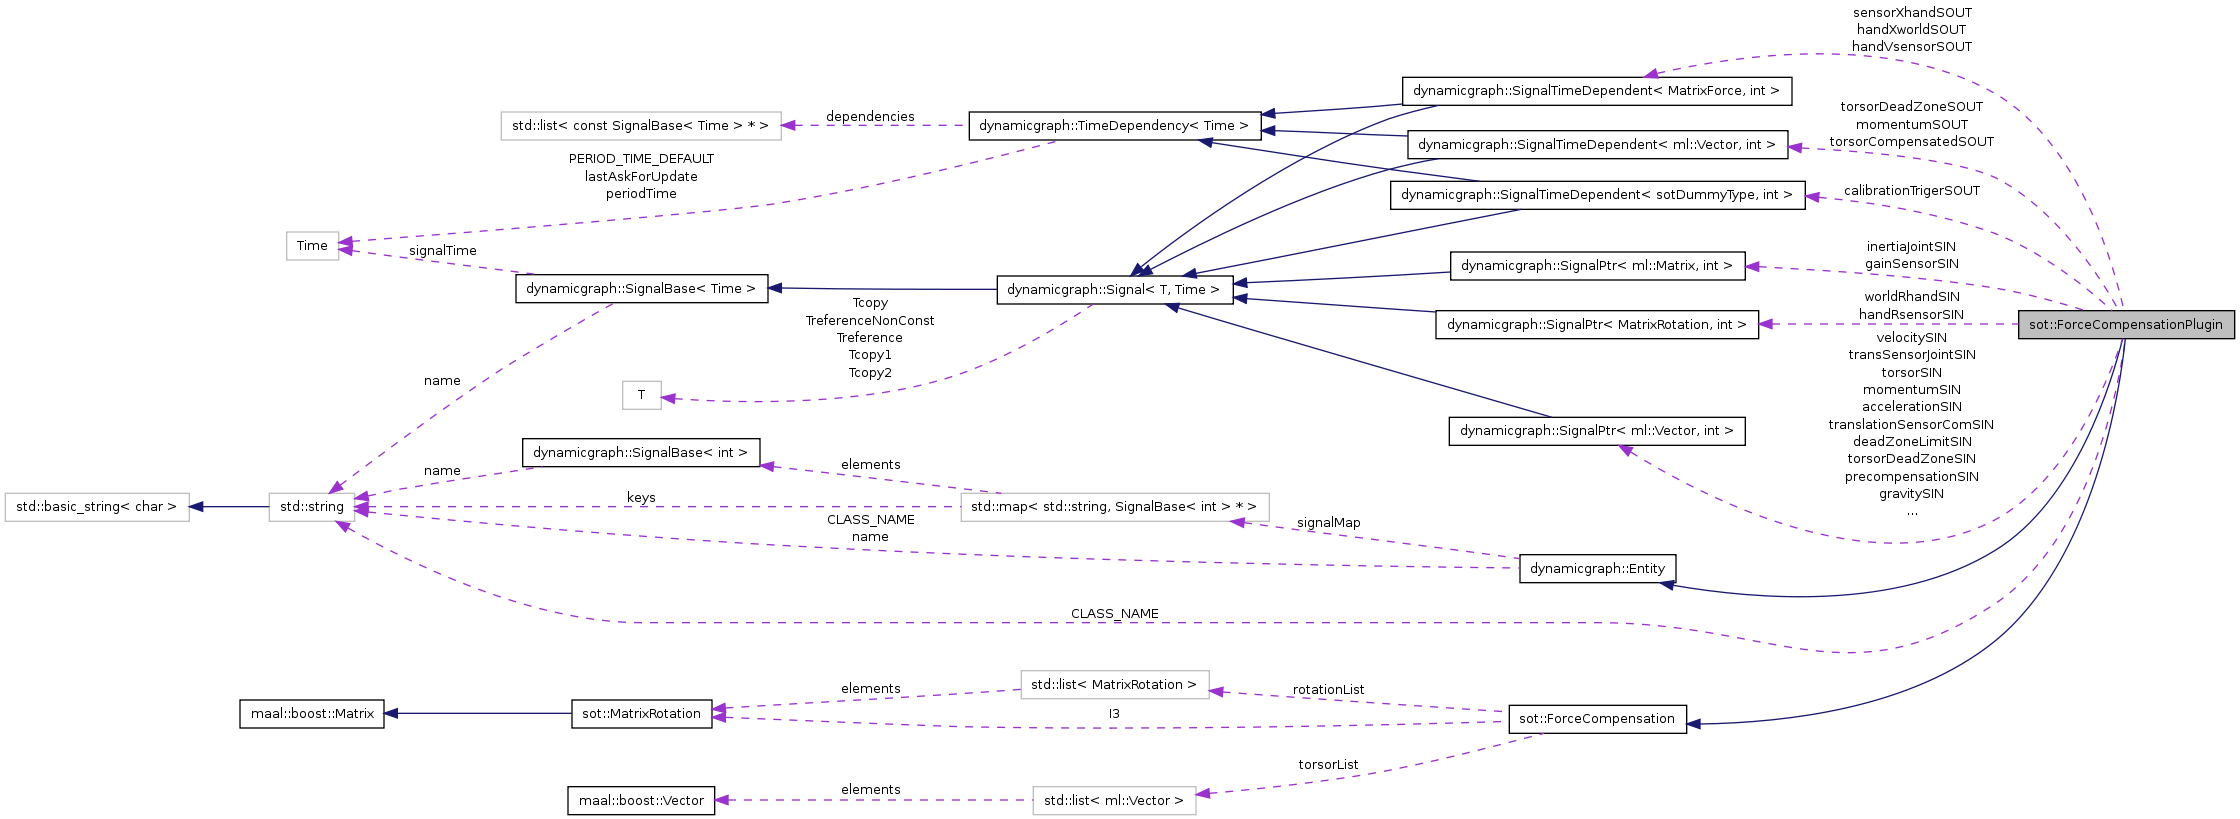 sensorXhandSOUT
handXworldSOUT
handVsensorSOUT
dynamicgraph::SignalTimeDependent< MatrixForce, int >
torsorDeadZoneSOUT
momentumSOUT
torsorCompensatedSOUT
std::list< const SignalBase< Time > * >
dependencies
dynamicgraph::TimeDependency< Time >
dynamicgraph::SignalTimeDependent< ml::Vector, int >
PERIOD_TIME_DEFAULT
lastAskForUpdate
periodTime
dynamicgraph::SignalTimeDependent< sotDummyType, int >
calibrationTrigerSOUT
Time
signalTime
inertiaJointSIN
gainSensorSIN
dynamicgraph::SignalPtr< ml::Matrix, int >
dynamicgraph::SignalBase< Time >
dynamicgraph::Signal< T, Time >
worldRhandSIN
handRsensorSIN
dynamicgraph::SignalPtr< MatrixRotation, int >
sot::ForceCompensationPlugin
Tcopy
TreferenceNonConst
Treference
Tcopy1
Tcopy2
T
name
velocitySIN
transSensorJointSIN
torsorSIN
momentumSIN
accelerationSIN
translationSensorComSIN
deadZoneLimitSIN
torsorDeadZoneSIN
precompensationSIN
gravitySIN
...
dynamicgraph::SignalPtr< ml::Vector, int >
dynamicgraph::SignalBase< int >
name
elements
std::basic_string< char >
std::string
keys
std::map< std::string, SignalBase< int > * >
CLASS_NAME
name
signalMap
dynamicgraph::Entity
CLASS_NAME
std::list< MatrixRotation >
elements
rotationList
maal::boost::Matrix
sot::MatrixRotation
I3
sot::ForceCompensation
torsorList
maal::boost::Vector
elements
std::list< ml::Vector >